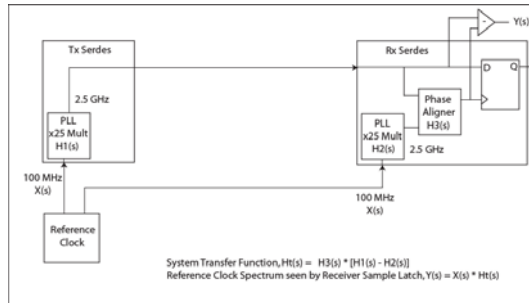 Y(s)
Tx Serdes
Rx Serdes
2.5 GHz
D
Q
PLL
x25 Mult
H1(s)
Phase
Aligner
H3(s)
PLL
x25 Mult
H2(s)
2.5 GHz
100 MHz
X(s)
100 MHz
X(s)
Reference
Clock
System Transfer Function, Ht(s) = H3(s) * [H1(s) - H2(s)]
Reference Clock Spectrum seen by Receiver Sample Latch, Y(s) = X(s) * Ht(s)